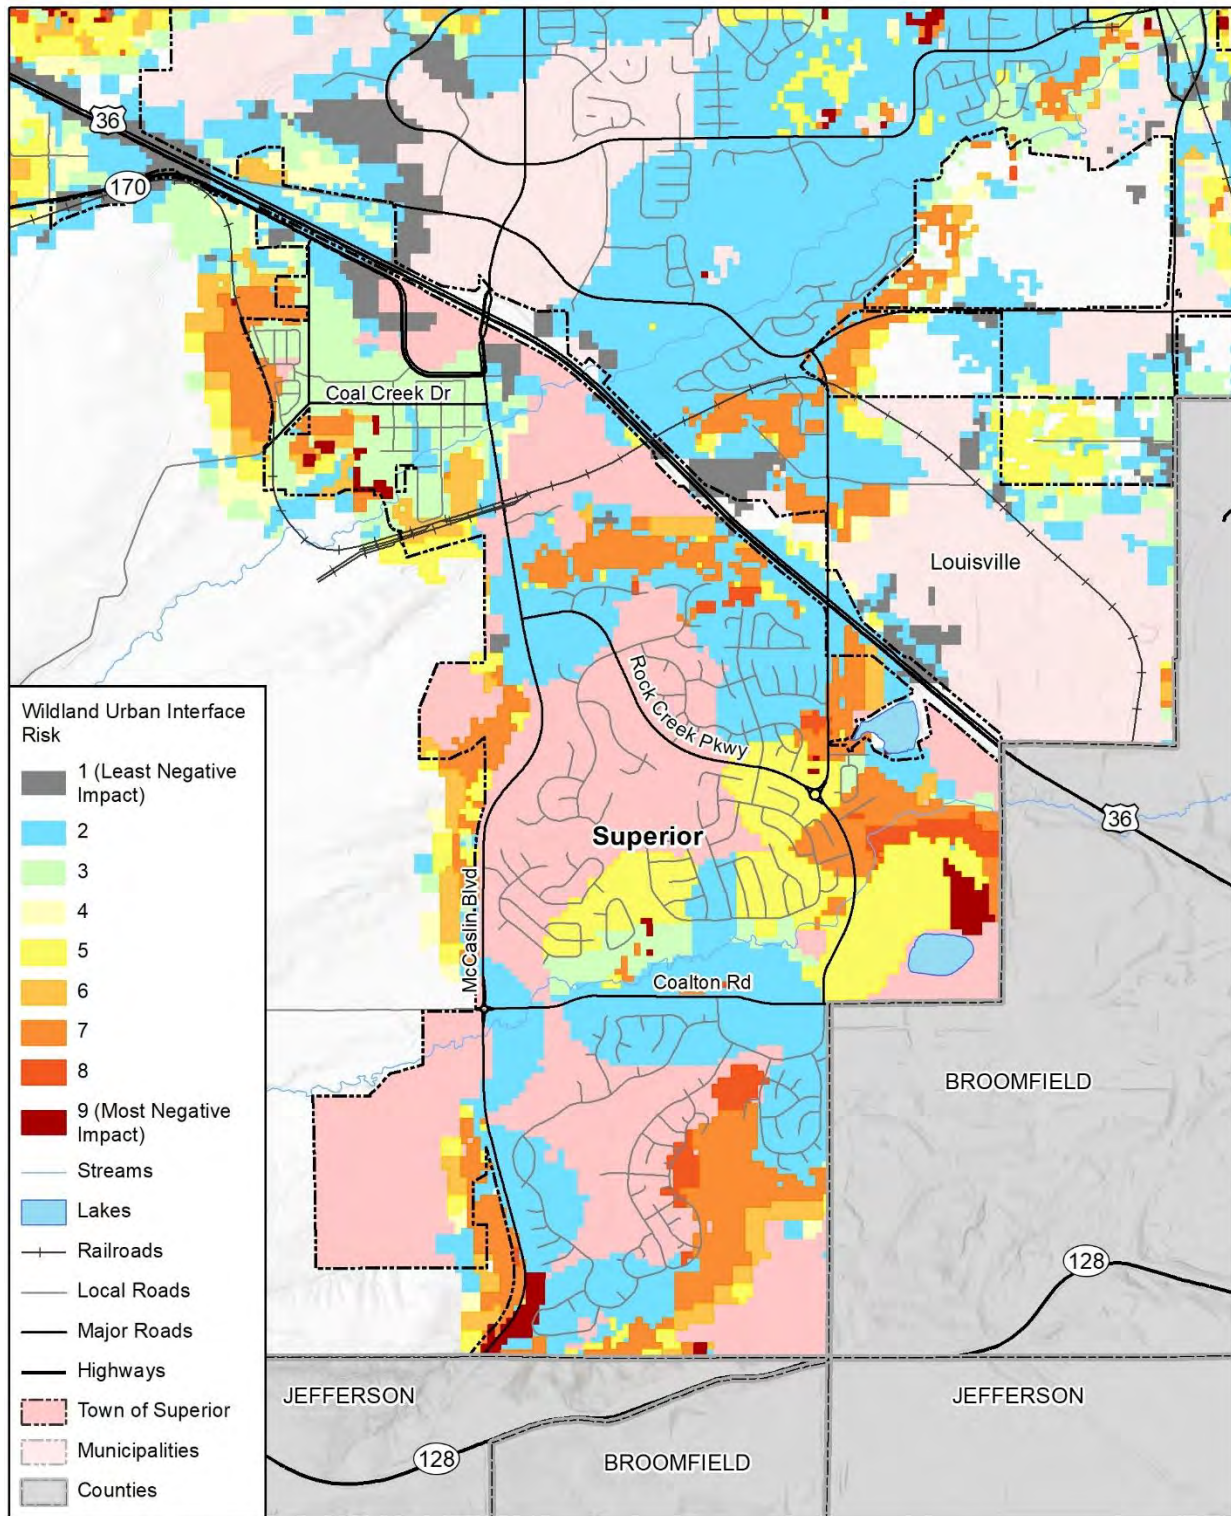 36
170
Coal Creek Dr
Louisville
Rock Creek Pkwy
Superior
36
McCaslin Blvd
Coalton Rd
BROOMFIELD
128
JEFFERSON
JEFFERSON
128
BROOMFIELD
Wildland Urban Interface
Risk
1 (Least Negative
Impact)
2
3
4
5
6
7
8
9 (Most Negative
Impact)
Streams
Lakes
Railroads
Local Roads
Major Roads
Highways
Town of Superior
Municipalities
Counties